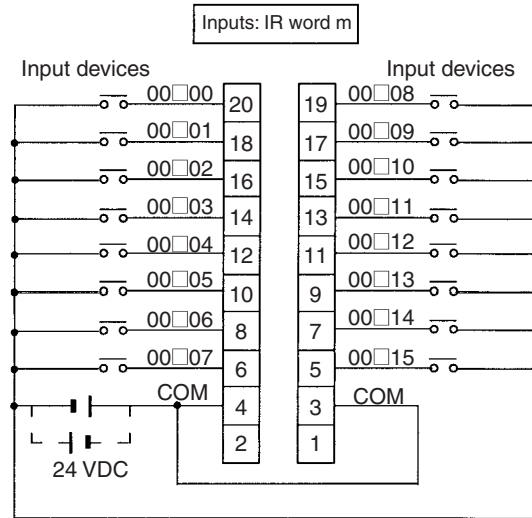 Inputs: IR word m
Input devices Input devices
00□00 20 19 00□08
00□01 18 17 00□09
00□02 16 15 00□10
00□03 14 13 00□11
00□04 12 11 00□12
00□05 10 9 00□13
00□06 8 7 00□14
00□07 6 5 00□15
COM 4 3 COM
2 1
24 VDC